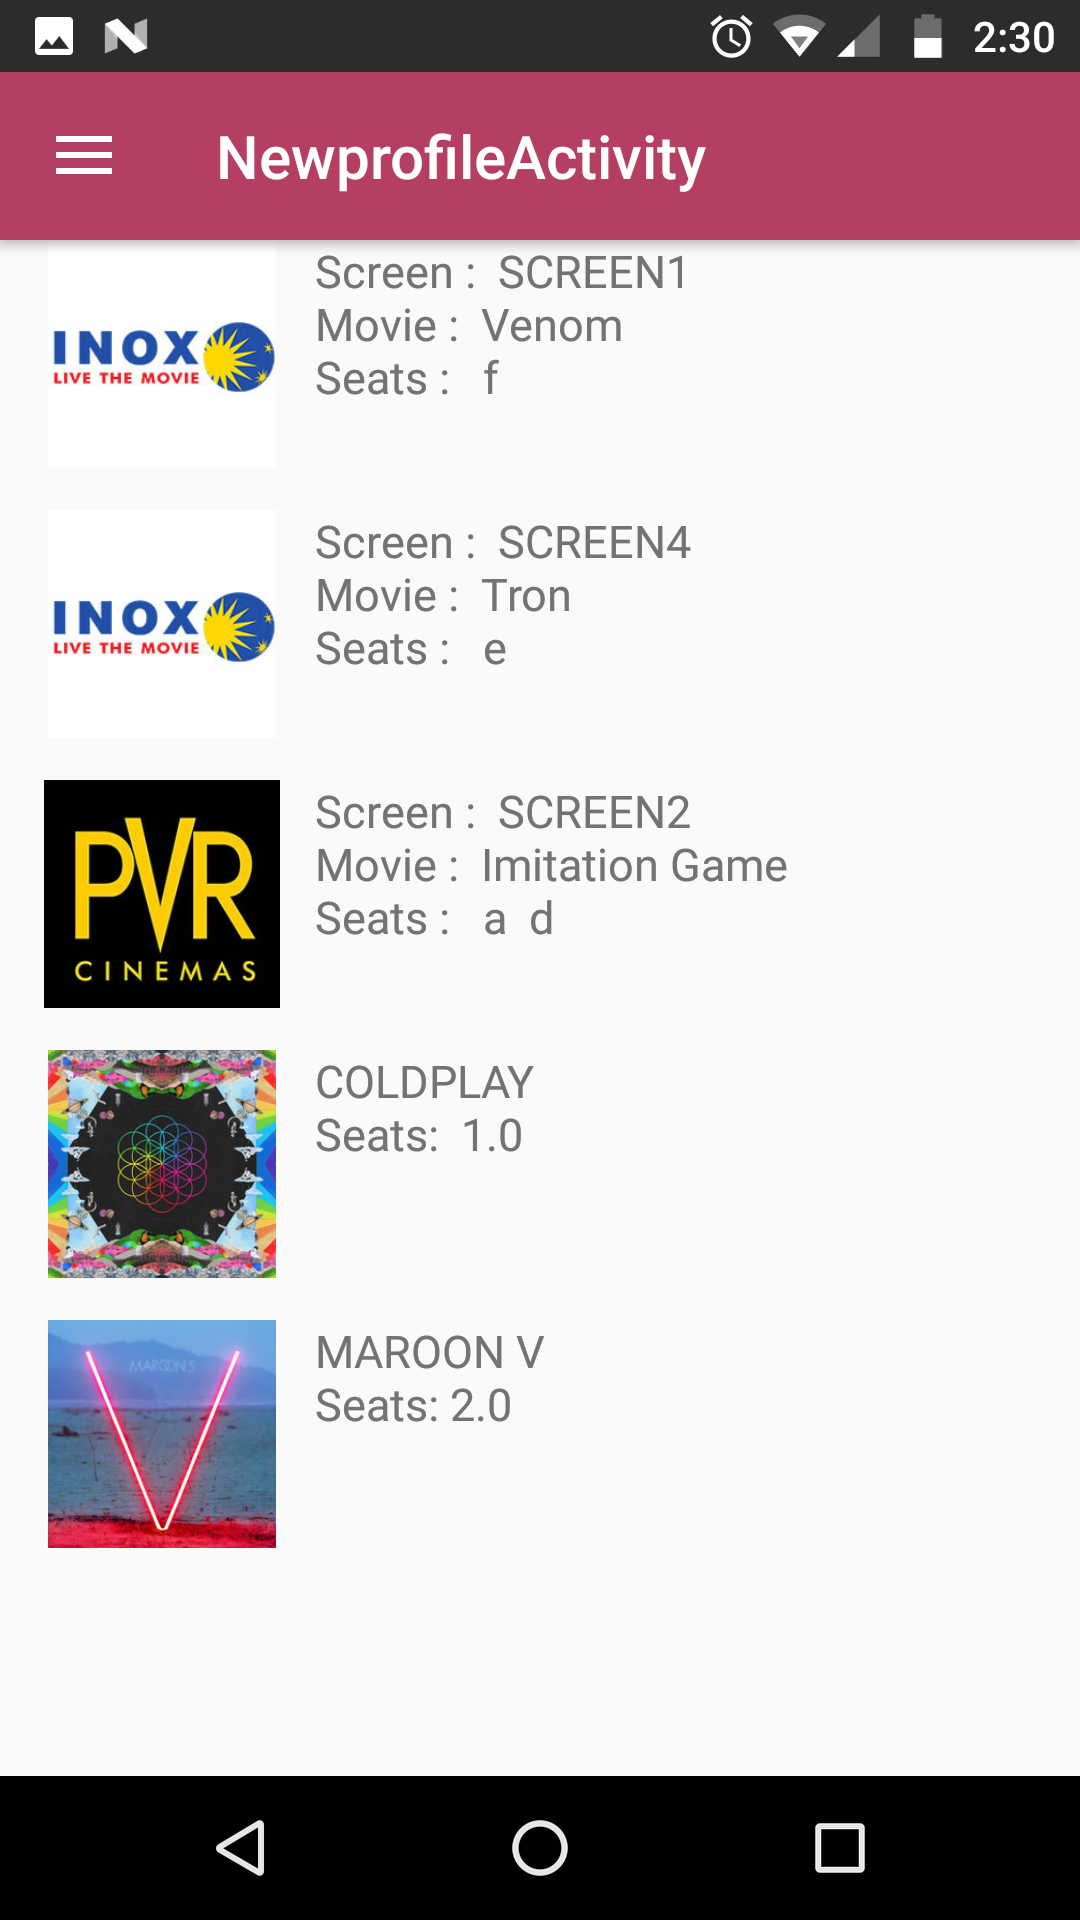 2:30
NewprofileActivity
INOX
LIVE THE MOVIE
Screen :  SCREEN1
Movie :  Venom
Seats :   f
INOX
LIVE THE MOVIE
Screen :  SCREEN4
Movie :  Tron
Seats :   e
PVR
CINEMAS
Screen :  SCREEN2
Movie :  Imitation Game
Seats :   a  d
COLDPLAY
Seats:  1.0
MAROON 5
MAROON V
Seats: 2.0